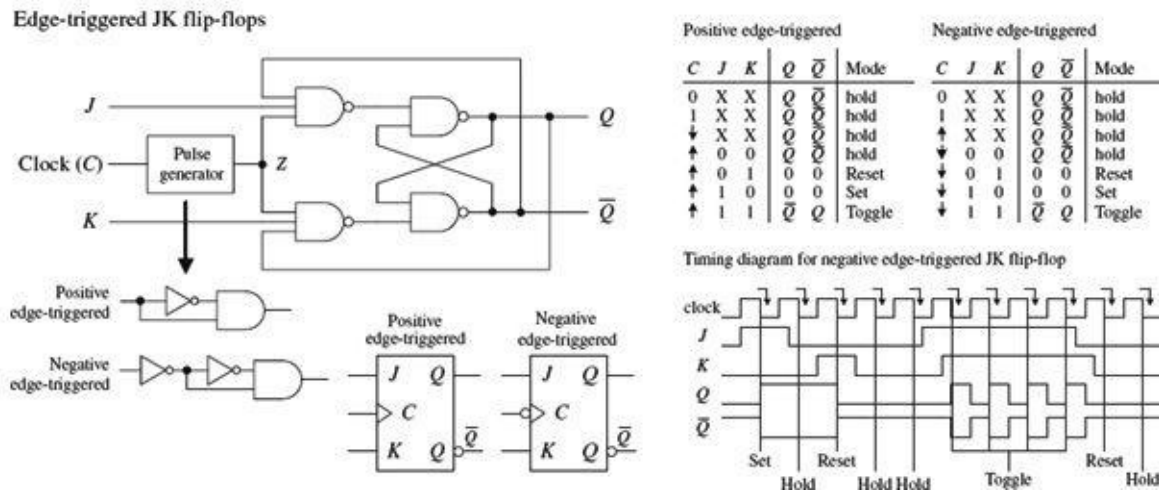 Edge-triggered JK flip-flops
J
Clock (C)
Pulse
generator
Z
K
Q
Q̅
Positive
edge-triggered
Negative
edge-triggered
Positive
edge-triggered
J Q
C
K Q Q̅
Negative
edge-triggered
J Q
C
K Q Q̅
Positive edge-triggered
C J K Q Q̅ Mode
0 X X Q Q̅ hold
1 X X Q Q̅ hold
↓ X X Q Q̅ hold
↑ 0 0 Q Q̅ hold
↑ 0 1 0 0 Reset
↑ 1 0 0 0 Set
↑ 1 1 Q̅ Q Toggle
Negative edge-triggered
C J K Q Q̅ Mode
0 X X Q Q̅ hold
1 X X Q Q̅ hold
↑ X X Q Q̅ hold
↓ 0 0 Q Q̅ hold
↓ 0 1 0 0 Reset
↓ 1 0 0 0 Set
↓ 1 1 Q̅ Q Toggle
Timing diagram for negative edge-triggered JK flip-flop
clock
J
K
Q
Q̅
Set Reset Toggle Reset
Hold Hold Hold Hold